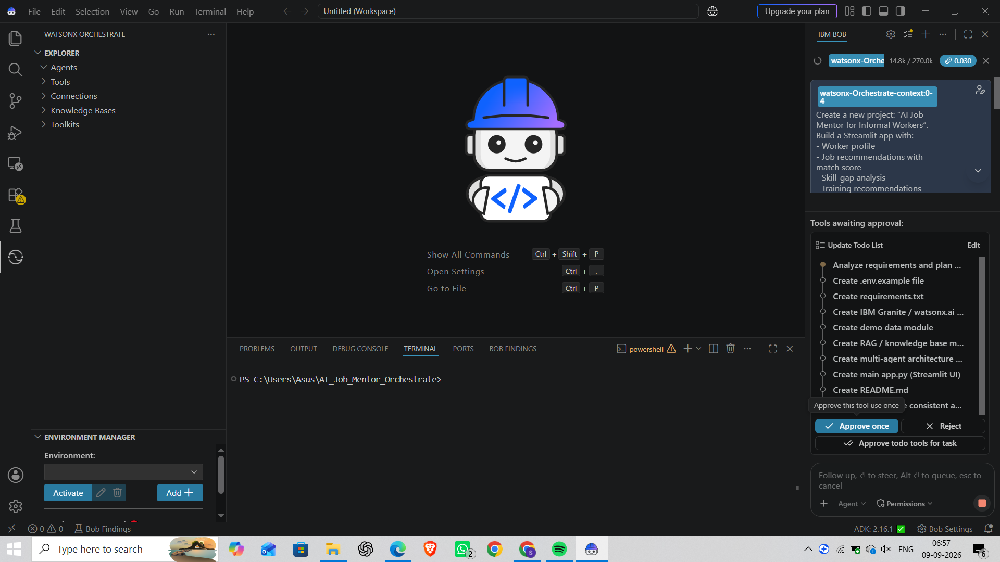 File Edit Selection View Go Run Terminal Help
Untitled (Workspace)
Upgrade your plan
WATSONX ORCHESTRATE
EXPLORER
Agents
Tools
Connections
Knowledge Bases
Toolkits
</>
Show All Commands Ctrl + Shift + P
Open Settings Ctrl + ,
Go to File Ctrl + P
PROBLEMS OUTPUT DEBUG CONSOLE TERMINAL PORTS BOB FINDINGS
powershell
PS C:\Users\Asus\AI_Job_Mentor_Orchestrate>
ENVIRONMENT MANAGER
Environment:
Activate
Add
IBM BOB
watsonx-Orche 14.8k / 270.0k 0.030
watsonx-Orchestrate-context:0-
4
Create a new project: “AI Job
Mentor for Informal Workers”.
Build a Streamlit app with:
- Worker profile
- Job recommendations with
match score
- Skill-gap analysis
- Training recommendations
Tools awaiting approval:
Update Todo List Edit
Analyze requirements and plan ...
Create .env.example file
Create requirements.txt
Create IBM Granite / watsonx.ai ...
Create demo data module
Create RAG / knowledge base m...
Create multi-agent architecture ...
Create main app.py (Streamlit UI)
Create README.md
Approve this tool use once
consistent a...
Approve once Reject
Approve todo tools for task
Follow up, ⏎ to steer, Alt ⏎ to queue, esc to
cancel
Agent Permissions
0 0 Bob Findings
ADK: 2.16.1 Bob Settings
Type here to search
2
S
ENG
06:57
09-09-2026
6